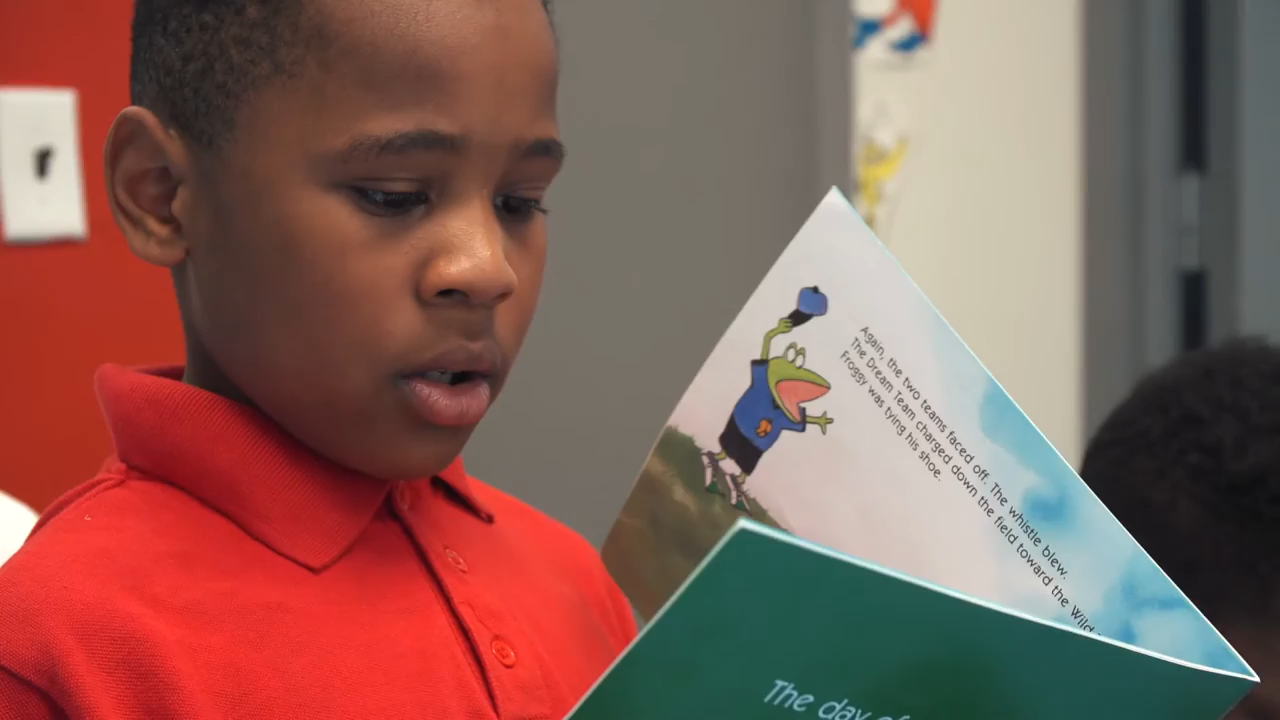 Again, the two teams faced off. The whistle blew.
The Dream Team charged down the field toward the Wild
Froggy was tying his shoe.
The day of